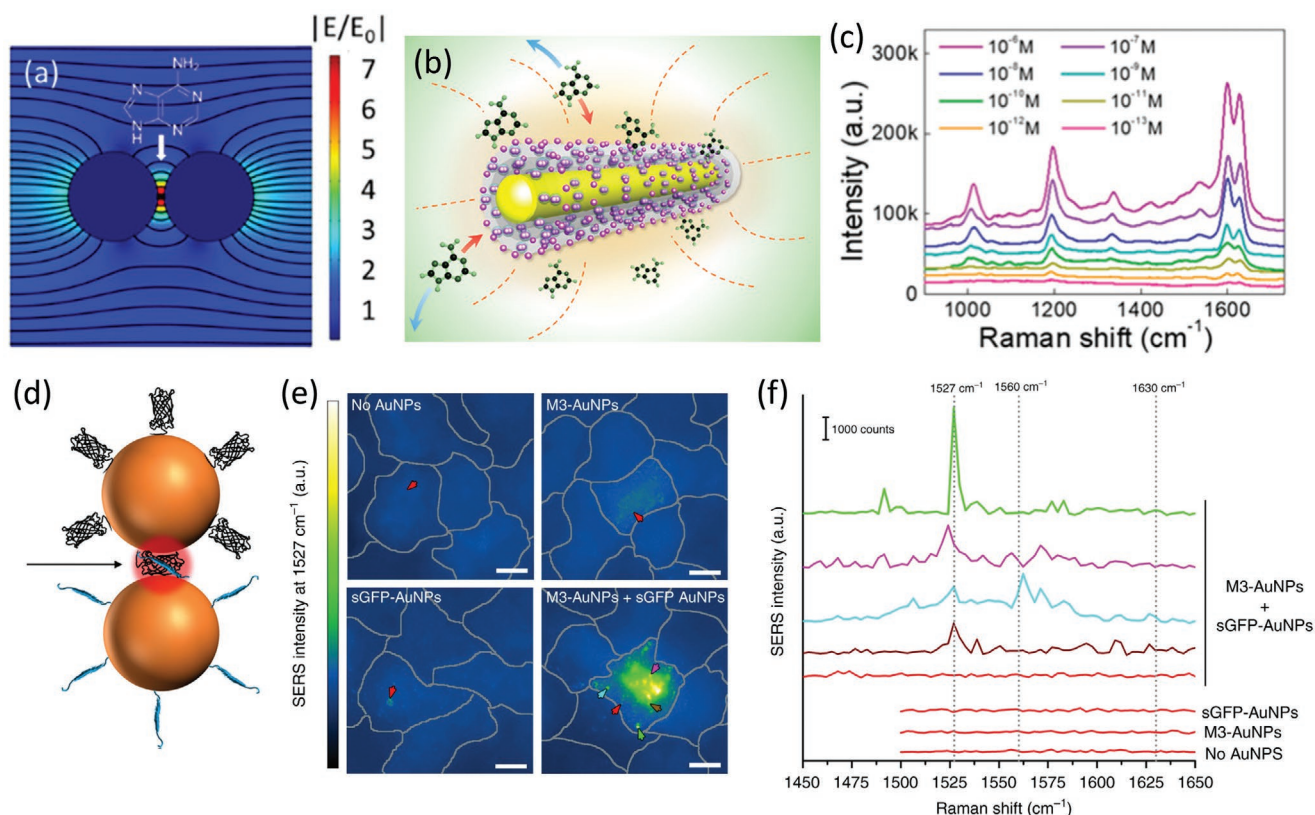 |E/E₀|
(a)
NH₂
N
N
N
N
H
7
6
5
4
3
2
1
(b)
(c)
300k
200k
100k
0
Intensity (a.u.)
10⁻⁶M
10⁻⁷M
10⁻⁸M
10⁻⁹M
10⁻¹⁰M
10⁻¹¹M
10⁻¹²M
10⁻¹³M
1000 1200 1400 1600
Raman shift (cm⁻¹)
(d)
(e)
SERS intensity at 1527 cm⁻¹ (a.u.)
No AuNPs
M3-AuNPs
sGFP-AuNPs
M3-AuNPs + sGFP AuNPs
(f)
1527 cm⁻¹ 1560 cm⁻¹ 1630 cm⁻¹
1000 counts
SERS intensity (a.u.)
M3-AuNPs
+
sGFP-AuNPs
sGFP-AuNPs
M3-AuNPs
No AuNPS
1450 1475 1500 1525 1550 1575 1600 1625 1650
Raman shift (cm⁻¹)